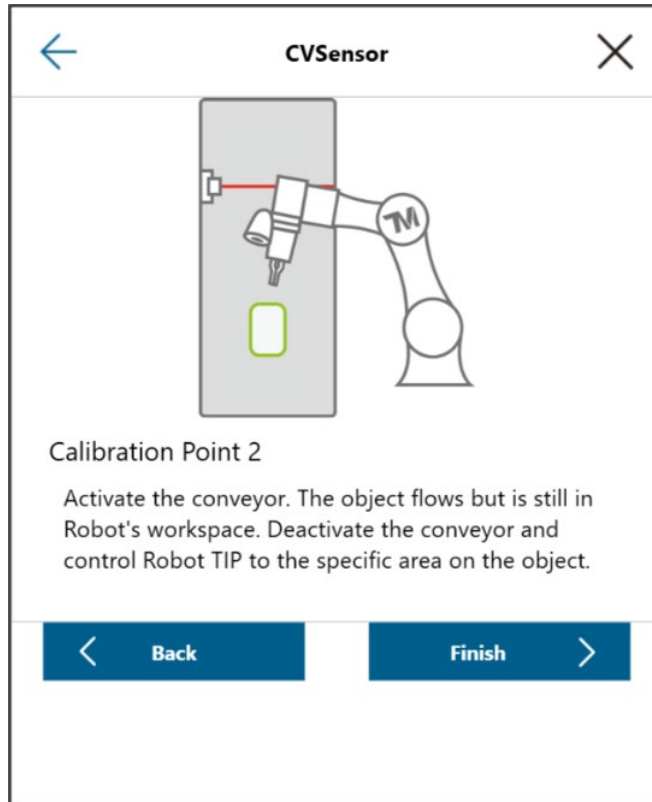 CVSensor
TM
Calibration Point 2
Activate the conveyor. The object flows but is still in
Robot's workspace. Deactivate the conveyor and
control Robot TIP to the specific area on the object.
Back
Finish